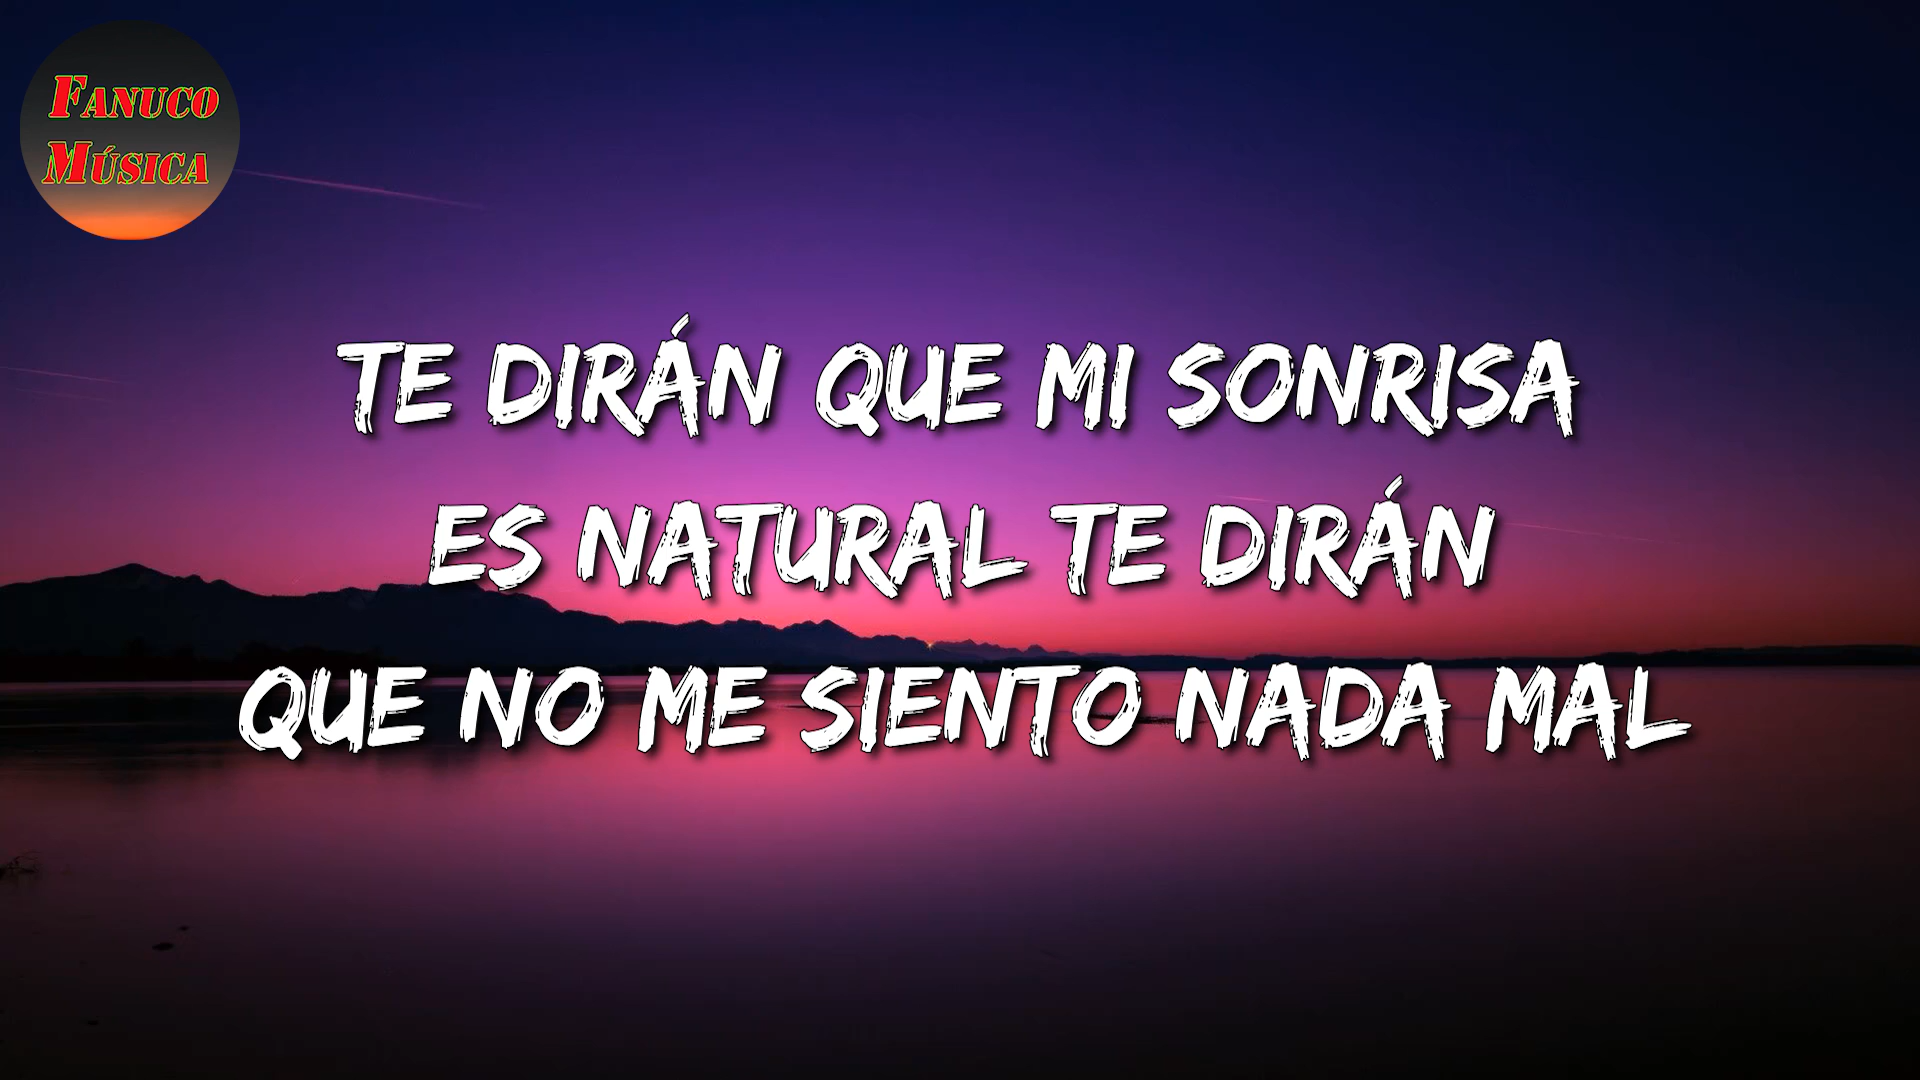 FANUCO
MÚSICA
TE DIRÁN QUE MI SONRISA
ES NATURAL TE DIRÁN
QUE NO ME SIENTO NADA MAL